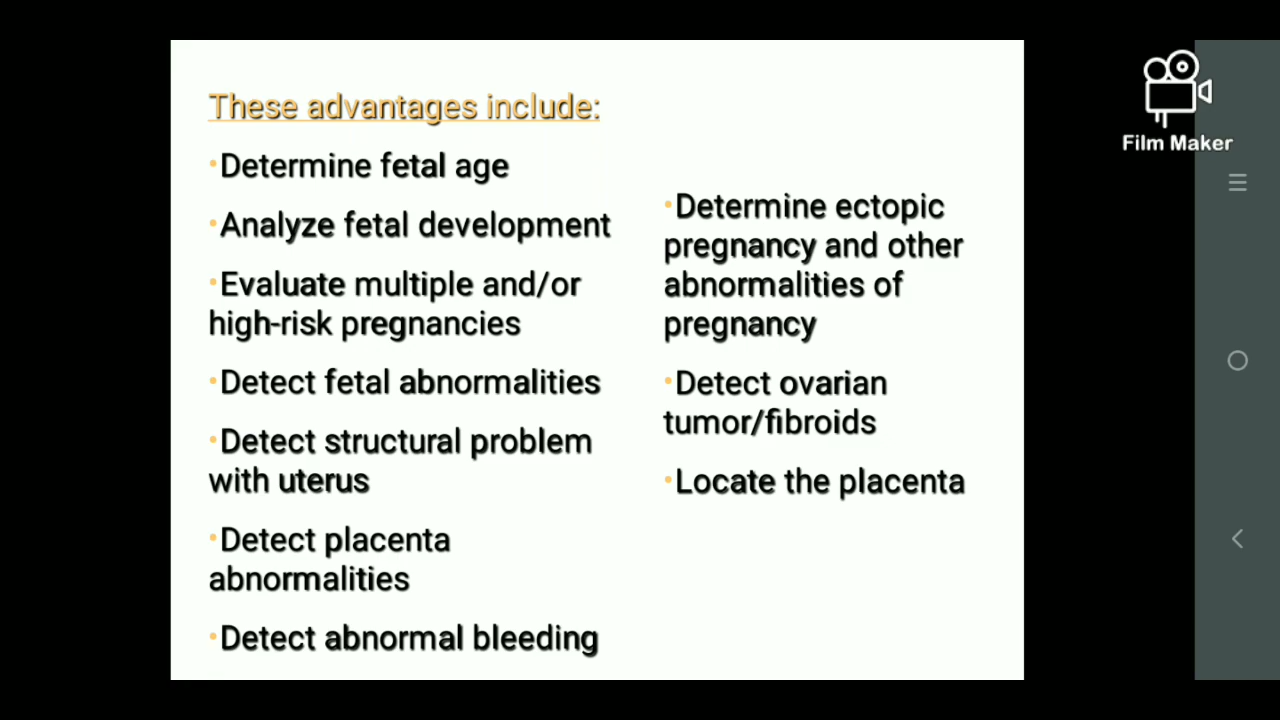 These advantages include:
•Determine fetal age
•Analyze fetal development
•Evaluate multiple and/or
high-risk pregnancies
•Detect fetal abnormalities
•Detect structural problem
with uterus
•Detect placenta
abnormalities
•Detect abnormal bleeding
•Determine ectopic
pregnancy and other
abnormalities of
pregnancy
•Detect ovarian
tumor/fibroids
•Locate the placenta
Film Maker